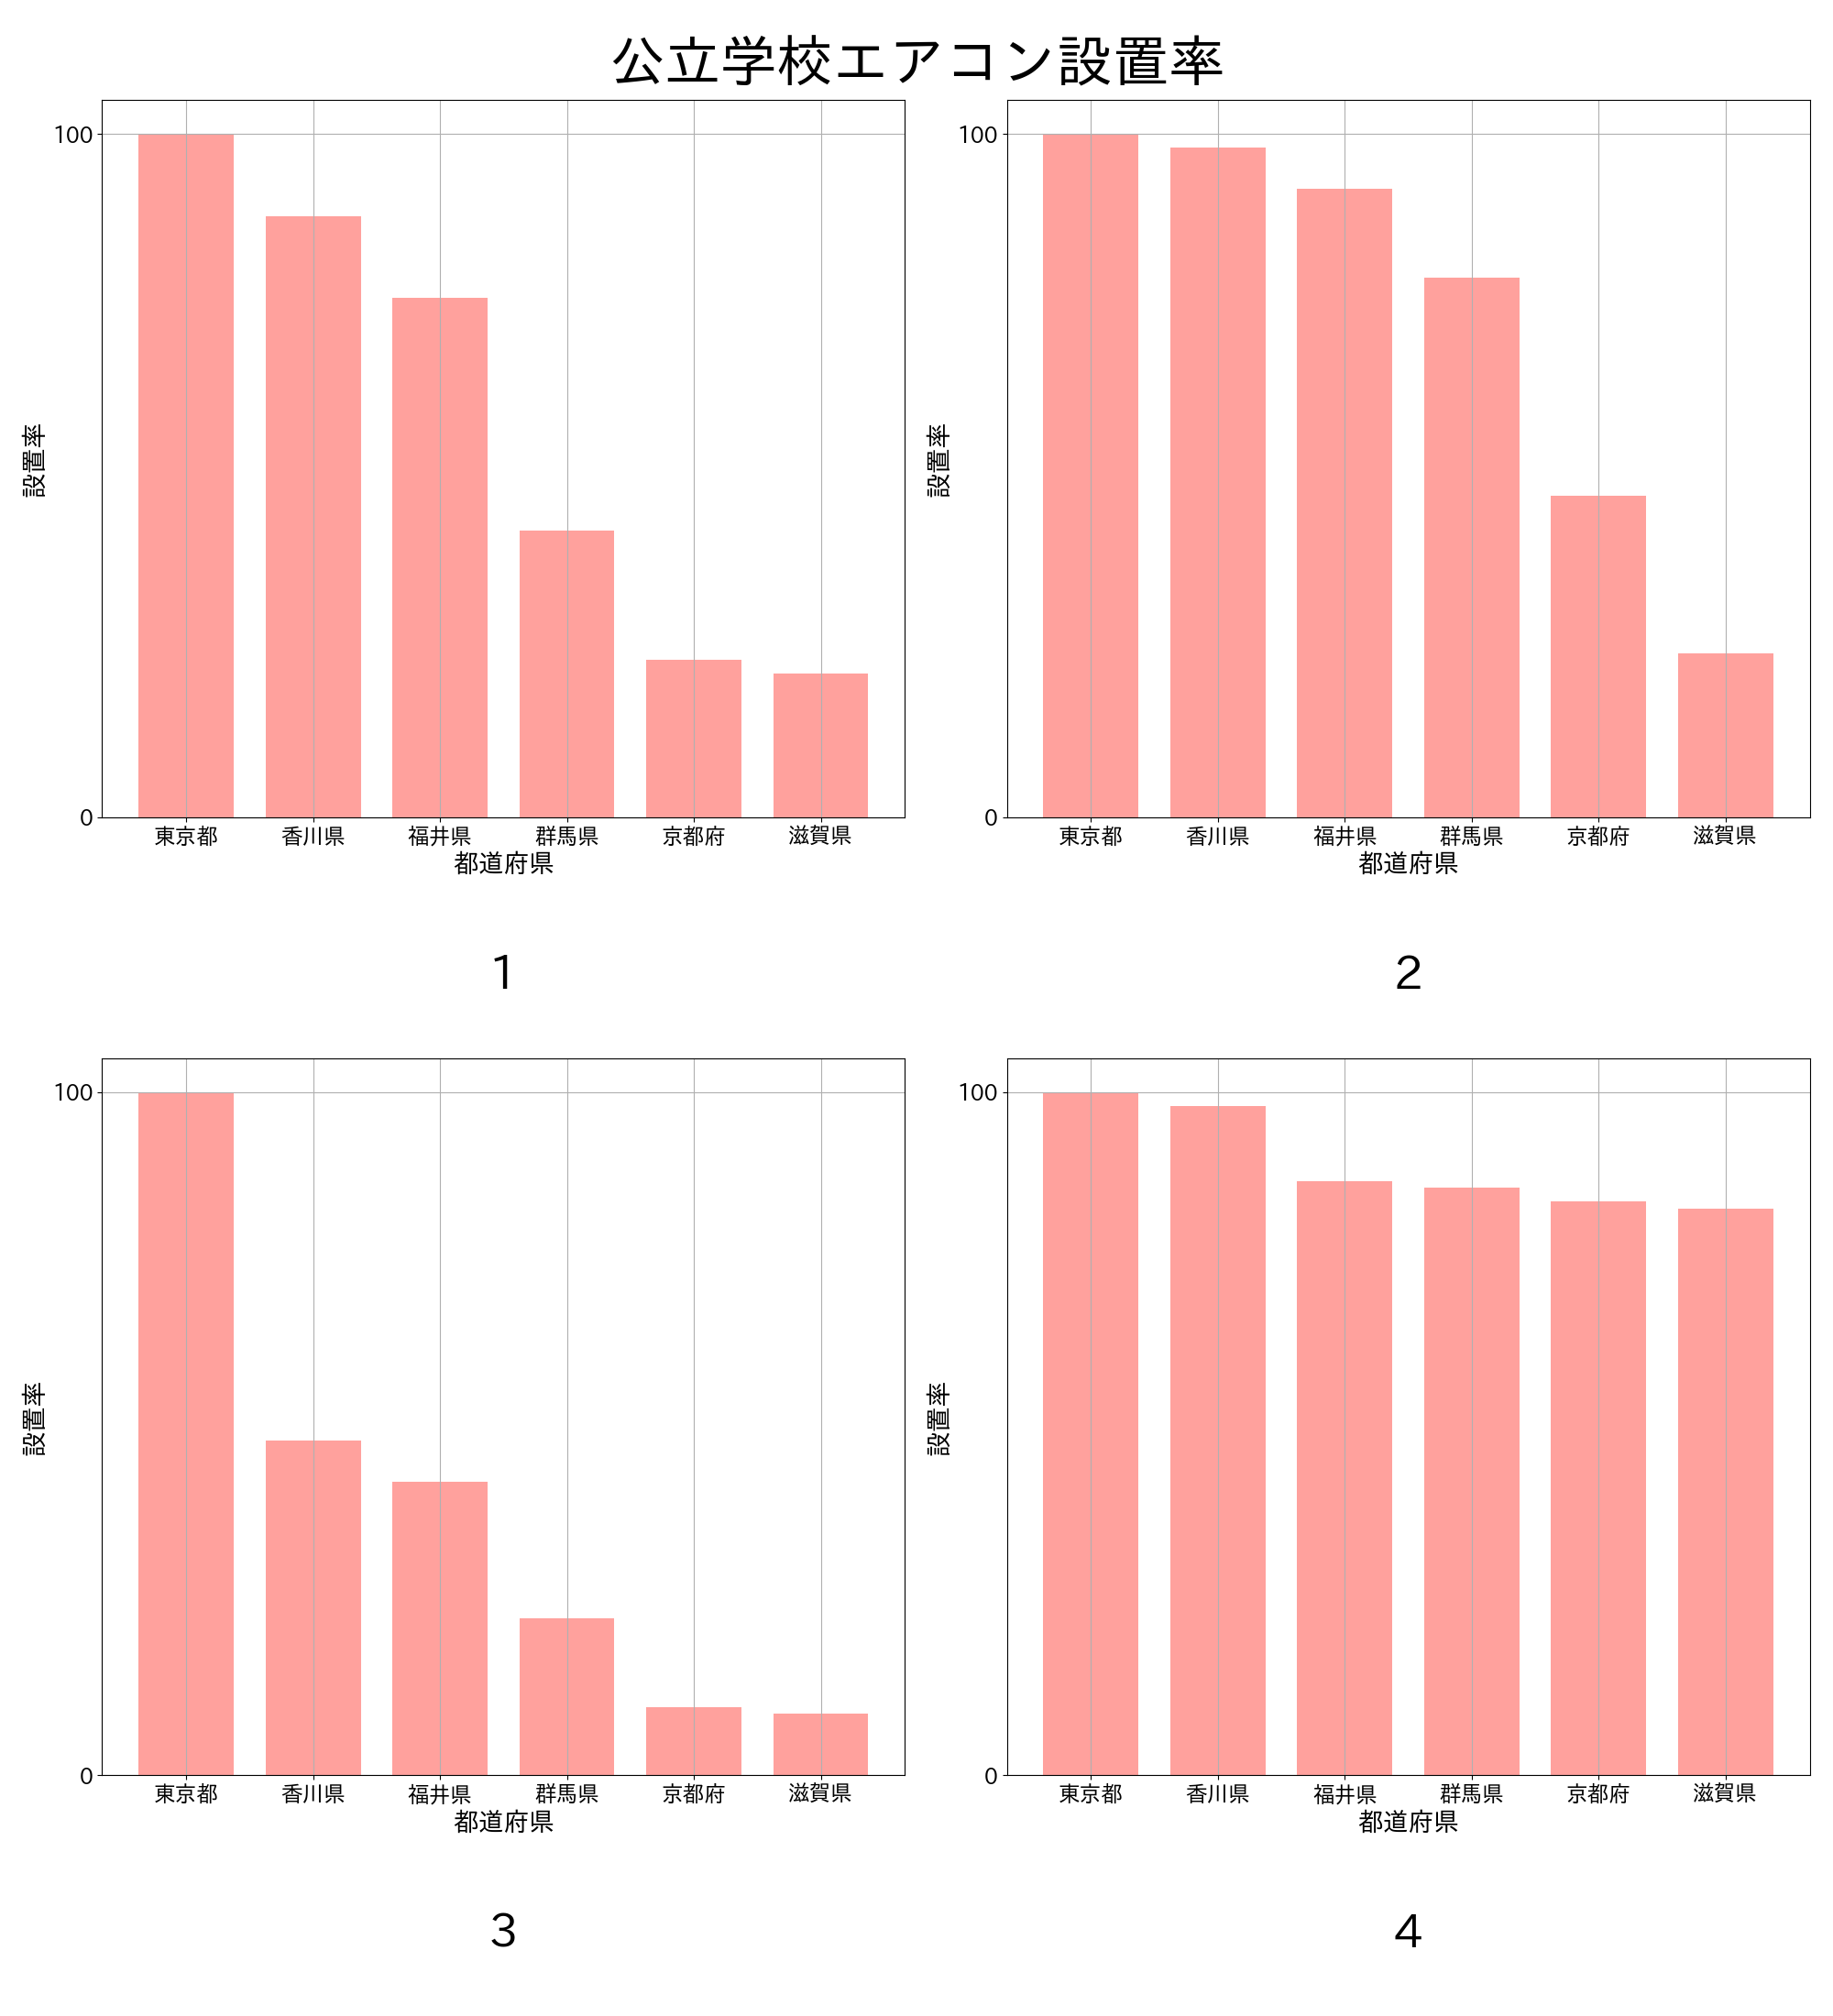 公立学校エアコン設置率
100
0
設置率
東京都 香川県 福井県 群馬県 京都府 滋賀県
都道府県
1
100
0
設置率
東京都 香川県 福井県 群馬県 京都府 滋賀県
都道府県
2
100
0
設置率
東京都 香川県 福井県 群馬県 京都府 滋賀県
都道府県
3
100
0
設置率
東京都 香川県 福井県 群馬県 京都府 滋賀県
都道府県
4